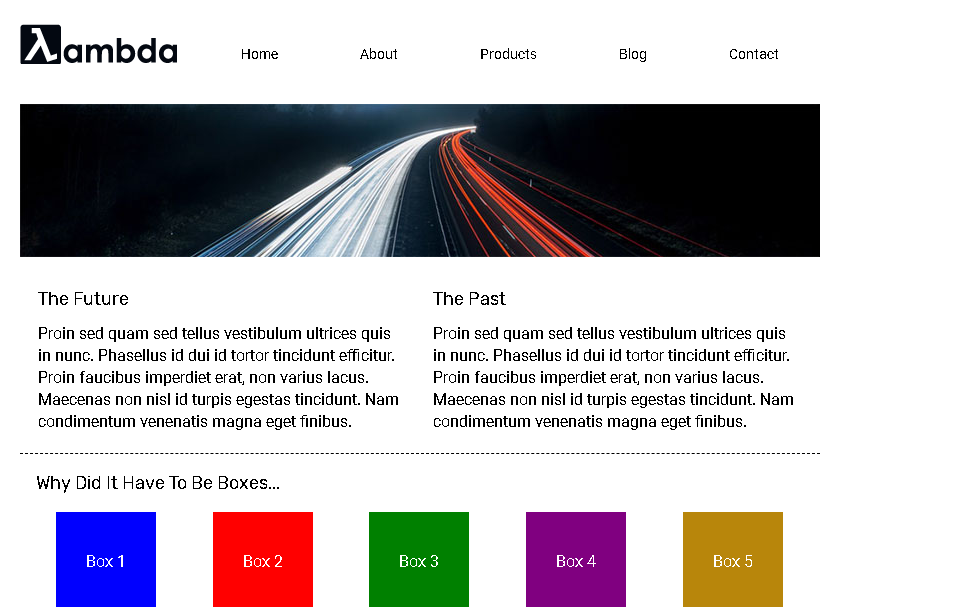 λambda
Home About Products Blog Contact
The Future
Proin sed quam sed tellus vestibulum ultrices quis
in nunc. Phasellus id dui id tortor tincidunt efficitur.
Proin faucibus imperdiet erat, non varius lacus.
Maecenas non nisl id turpis egestas tincidunt. Nam
condimentum venenatis magna eget finibus.
The Past
Proin sed quam sed tellus vestibulum ultrices quis
in nunc. Phasellus id dui id tortor tincidunt efficitur.
Proin faucibus imperdiet erat, non varius lacus.
Maecenas non nisl id turpis egestas tincidunt. Nam
condimentum venenatis magna eget finibus.
Why Did It Have To Be Boxes...
Box 1 Box 2 Box 3 Box 4 Box 5